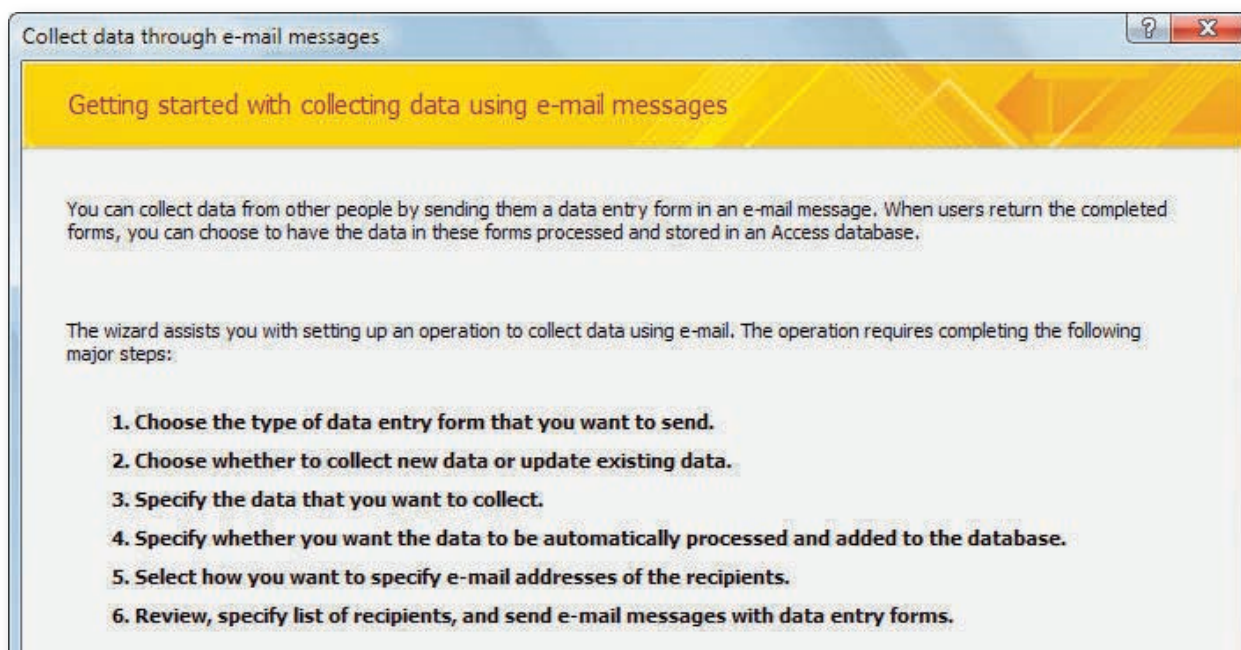 Collect data through e-mail messages
Getting started with collecting data using e-mail messages
You can collect data from other people by sending them a data entry form in an e-mail message. When users return the completed
forms, you can choose to have the data in these forms processed and stored in an Access database.
The wizard assists you with setting up an operation to collect data using e-mail. The operation requires completing the following
major steps:
1. Choose the type of data entry form that you want to send.
2. Choose whether to collect new data or update existing data.
3. Specify the data that you want to collect.
4. Specify whether you want the data to be automatically processed and added to the database.
5. Select how you want to specify e-mail addresses of the recipients.
6. Review, specify list of recipients, and send e-mail messages with data entry forms.